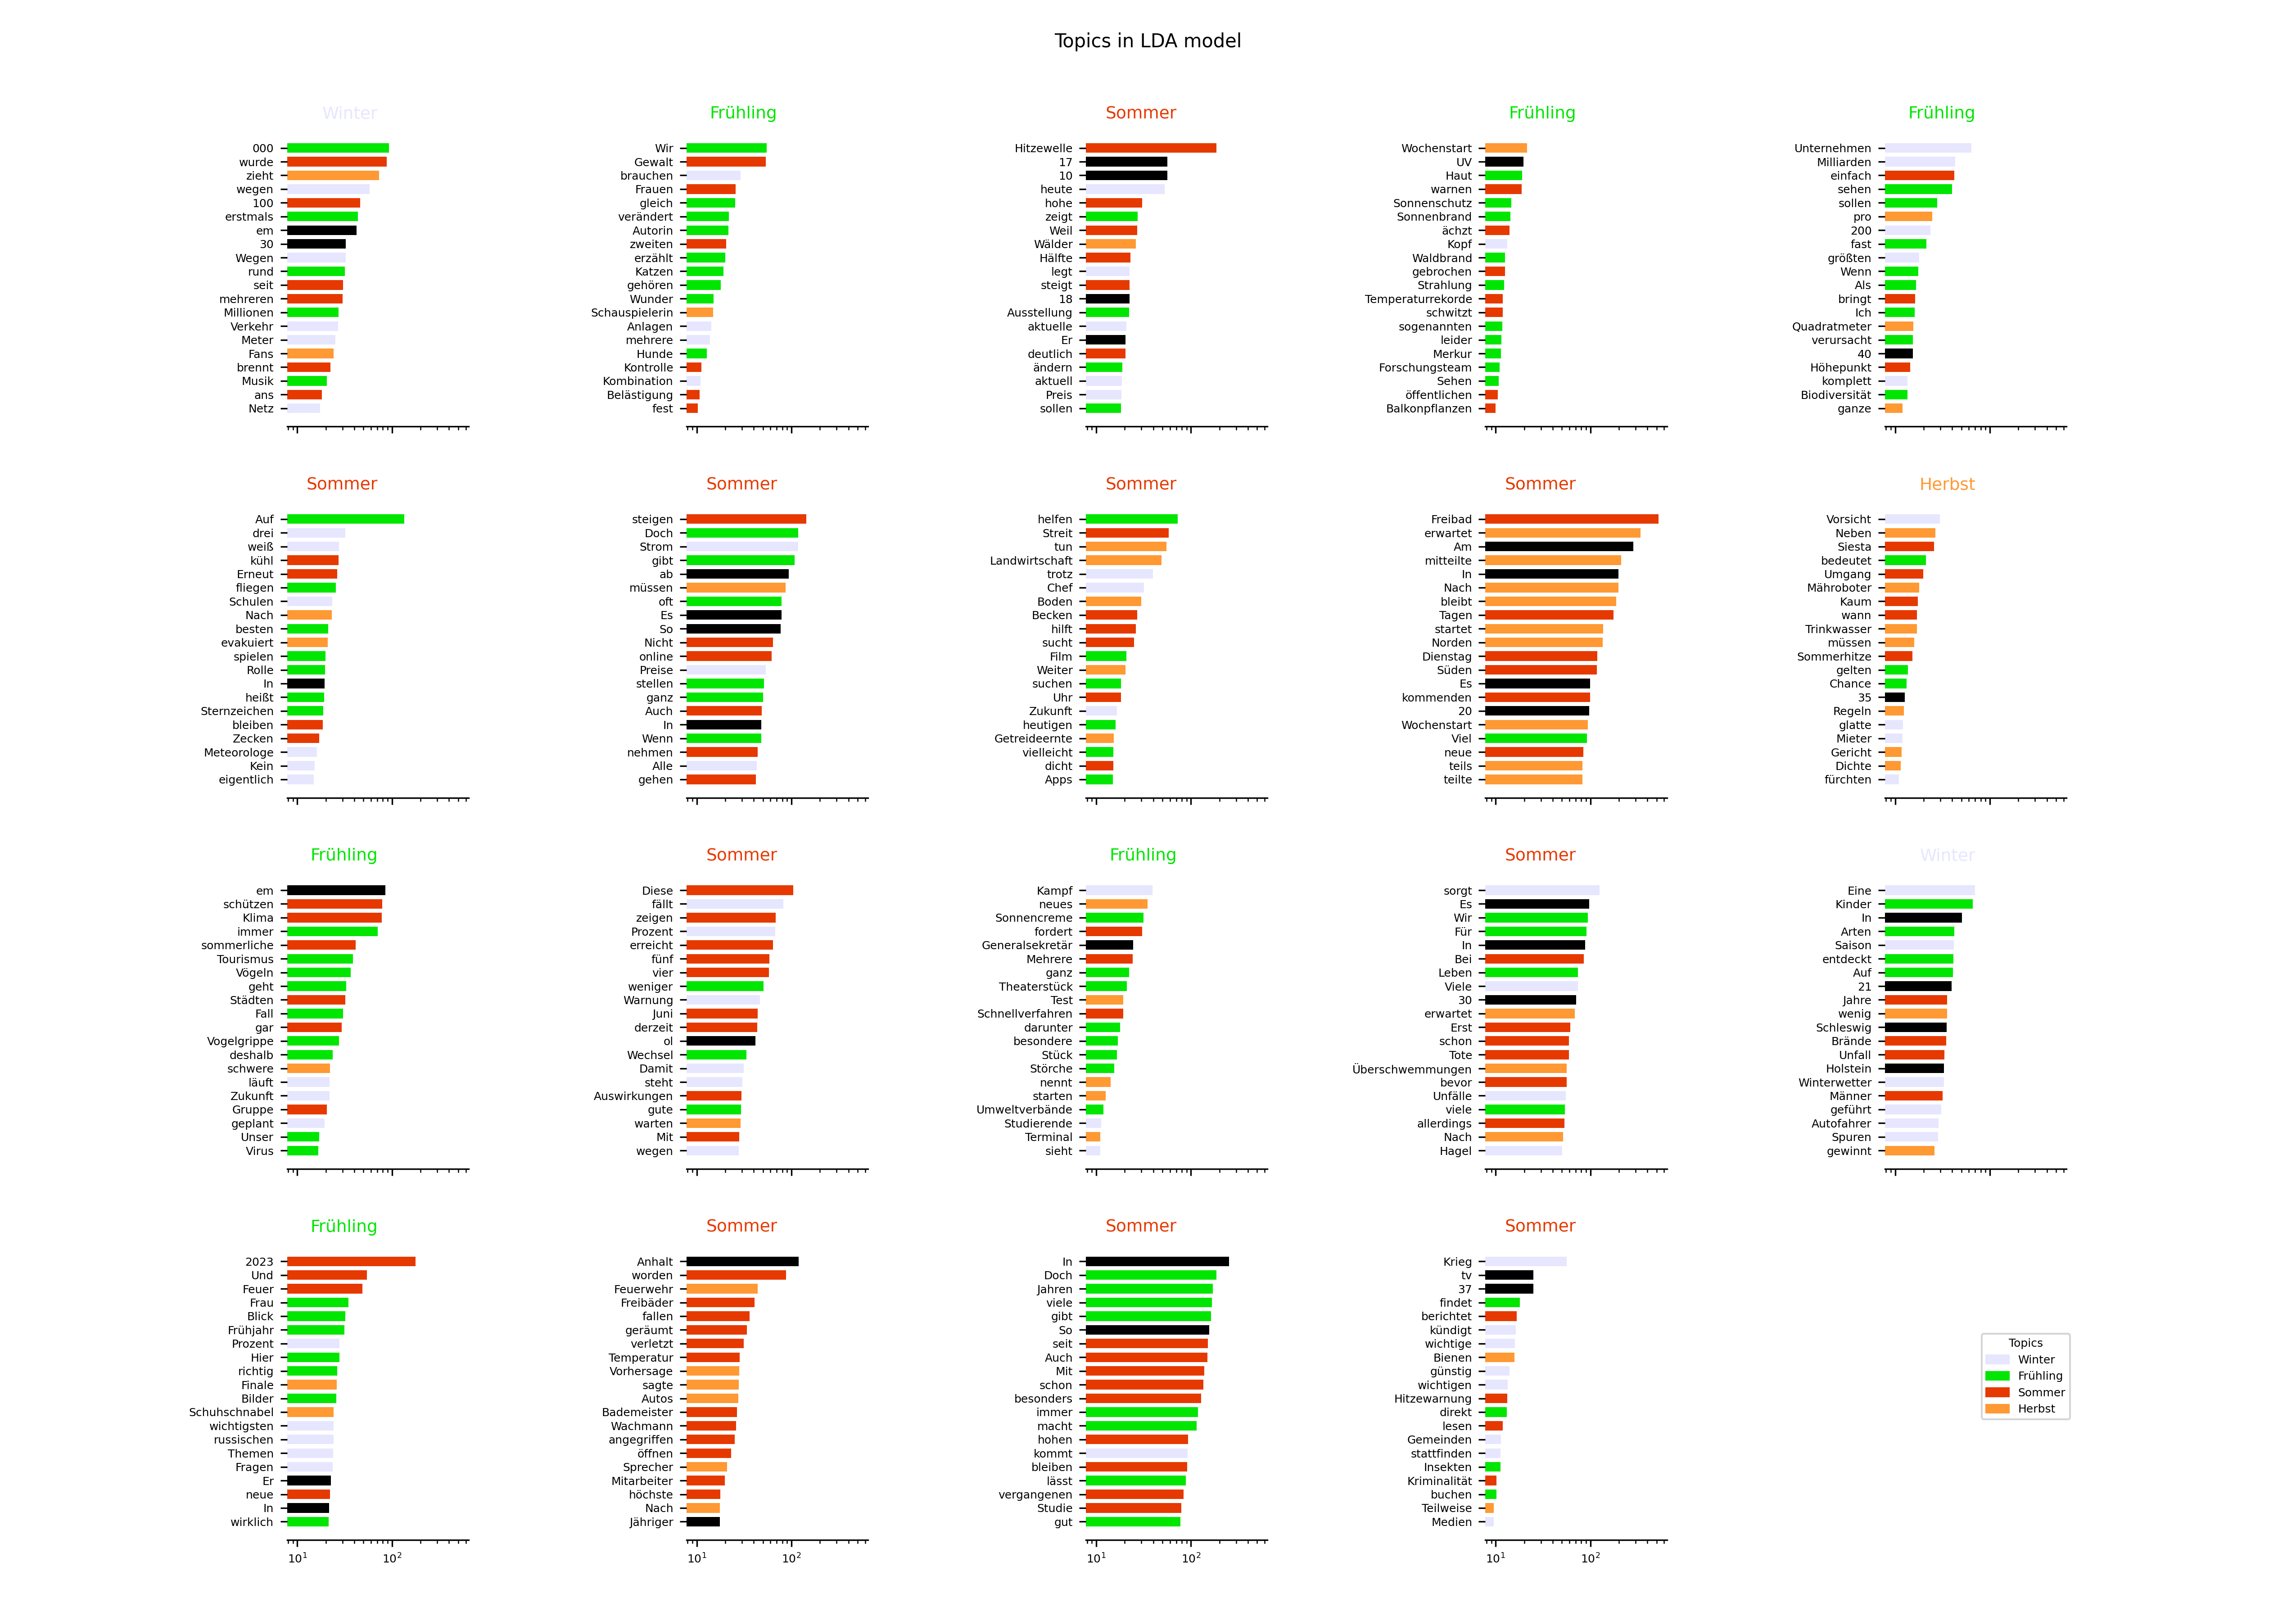 Topics in LDA model
Winter
000
wurde
zieht
wegen
100
erstmals
em
30
Wegen
rund
seit
mehreren
Millionen
Verkehr
Meter
Fans
brennt
Musik
ans
Netz
Frühling
Wir
Gewalt
brauchen
Frauen
gleich
verändert
Autorin
zweiten
erzählt
Katzen
gehören
Wunder
Schauspielerin
Anlagen
mehrere
Hunde
Kontrolle
Kombination
Belästigung
fest
Sommer
Hitzewelle
17
10
heute
hohe
zeigt
Weil
Wälder
Hälfte
legt
steigt
18
Ausstellung
aktuelle
Er
deutlich
ändern
aktuell
Preis
sollen
Frühling
Wochenstart
UV
Haut
warnen
Sonnenschutz
Sonnenbrand
ächzt
Kopf
Waldbrand
gebrochen
Strahlung
Temperaturrekorde
schwitzt
sogenannten
leider
Merkur
Forschungsteam
Sehen
öffentlichen
Balkonpflanzen
Frühling
Unternehmen
Milliarden
einfach
sehen
sollen
pro
200
fast
größten
Wenn
Als
bringt
Ich
Quadratmeter
verursacht
40
Höhepunkt
komplett
Biodiversität
ganze
Sommer
Auf
drei
weiß
kühl
Erneut
fliegen
Schulen
Nach
besten
evakuiert
spielen
Rolle
In
heißt
Sternzeichen
bleiben
Zecken
Meteorologe
Kein
eigentlich
Sommer
steigen
Doch
Strom
gibt
ab
müssen
oft
Es
So
Nicht
online
Preise
stellen
ganz
Auch
In
Wenn
nehmen
Alle
gehen
Sommer
helfen
Streit
tun
Landwirtschaft
trotz
Chef
Boden
Becken
hilft
sucht
Film
Weiter
suchen
Uhr
Zukunft
heutigen
Getreideernte
vielleicht
dicht
Apps
Sommer
Freibad
erwartet
Am
mitteilte
In
Nach
bleibt
Tagen
startet
Norden
Dienstag
Süden
Es
kommenden
20
Wochenstart
Viel
neue
teils
teilte
Herbst
Vorsicht
Neben
Siesta
bedeutet
Umgang
Mähroboter
Kaum
wann
Trinkwasser
müssen
Sommerhitze
gelten
Chance
35
Regeln
glatte
Mieter
Gericht
Dichte
fürchten
Frühling
em
schützen
Klima
immer
sommerliche
Tourismus
Vögeln
geht
Städten
Fall
gar
Vogelgrippe
deshalb
schwere
läuft
Zukunft
Gruppe
geplant
Unser
Virus
Sommer
Diese
fällt
zeigen
Prozent
erreicht
fünf
vier
weniger
Warnung
Juni
derzeit
ol
Wechsel
Damit
steht
Auswirkungen
gute
warten
Mit
wegen
Frühling
Kampf
neues
Sonnencreme
fordert
Generalsekretär
Mehrere
ganz
Theaterstück
Test
Schnellverfahren
darunter
besondere
Stück
Störche
nennt
starten
Umweltverbände
Studierende
Terminal
sieht
Sommer
sorgt
Es
Wir
Für
In
Bei
Leben
Viele
30
erwartet
Erst
schon
Tote
Überschwemmungen
bevor
Unfälle
viele
allerdings
Nach
Hagel
Winter
Eine
Kinder
In
Arten
Saison
entdeckt
Auf
21
Jahre
wenig
Schleswig
Brände
Unfall
Holstein
Winterwetter
Männer
geführt
Autofahrer
Spuren
gewinnt
Frühling
2023
Und
Feuer
Frau
Blick
Frühjahr
Prozent
Hier
richtig
Finale
Bilder
Schuhschnabel
wichtigsten
russischen
Themen
Fragen
Er
neue
In
wirklich
10¹ 10²
Sommer
Anhalt
worden
Feuerwehr
Freibäder
fallen
geräumt
verletzt
Temperatur
Vorhersage
sagte
Autos
Bademeister
Wachmann
angegriffen
öffnen
Sprecher
Mitarbeiter
höchste
Nach
Jähriger
10¹ 10²
Sommer
In
Doch
Jahren
viele
gibt
So
seit
Auch
Mit
schon
besonders
immer
macht
hohen
kommt
bleiben
lässt
vergangenen
Studie
gut
10¹ 10²
Sommer
Krieg
tv
37
findet
berichtet
kündigt
wichtige
Bienen
günstig
wichtigen
Hitzewarnung
direkt
lesen
Gemeinden
stattfinden
Insekten
Kriminalität
buchen
Teilweise
Medien
10¹ 10²
Topics
Winter
Frühling
Sommer
Herbst